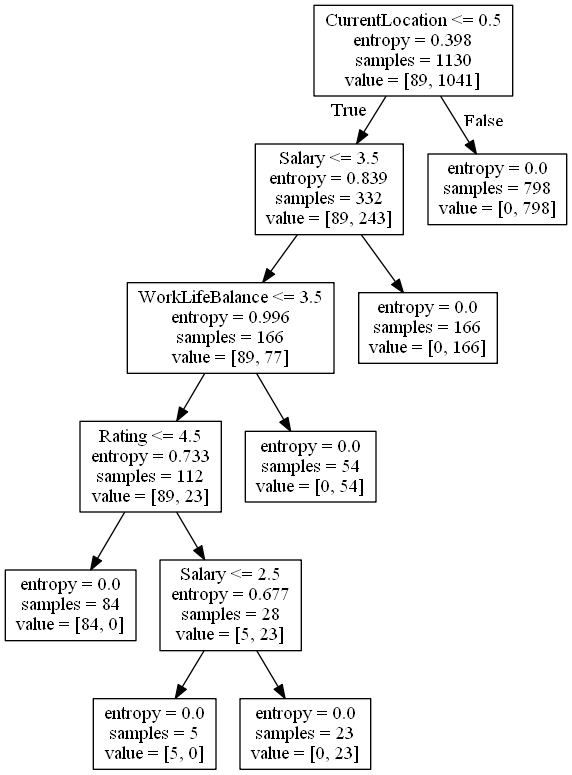 CurrentLocation <= 0.5
entropy = 0.398
samples = 1130
value = [89, 1041]
True
False
Salary <= 3.5
entropy = 0.839
samples = 332
value = [89, 243]
entropy = 0.0
samples = 798
value = [0, 798]
WorkLifeBalance <= 3.5
entropy = 0.996
samples = 166
value = [89, 77]
entropy = 0.0
samples = 166
value = [0, 166]
Rating <= 4.5
entropy = 0.733
samples = 112
value = [89, 23]
entropy = 0.0
samples = 54
value = [0, 54]
entropy = 0.0
samples = 84
value = [84, 0]
Salary <= 2.5
entropy = 0.677
samples = 28
value = [5, 23]
entropy = 0.0
samples = 5
value = [5, 0]
entropy = 0.0
samples = 23
value = [0, 23]